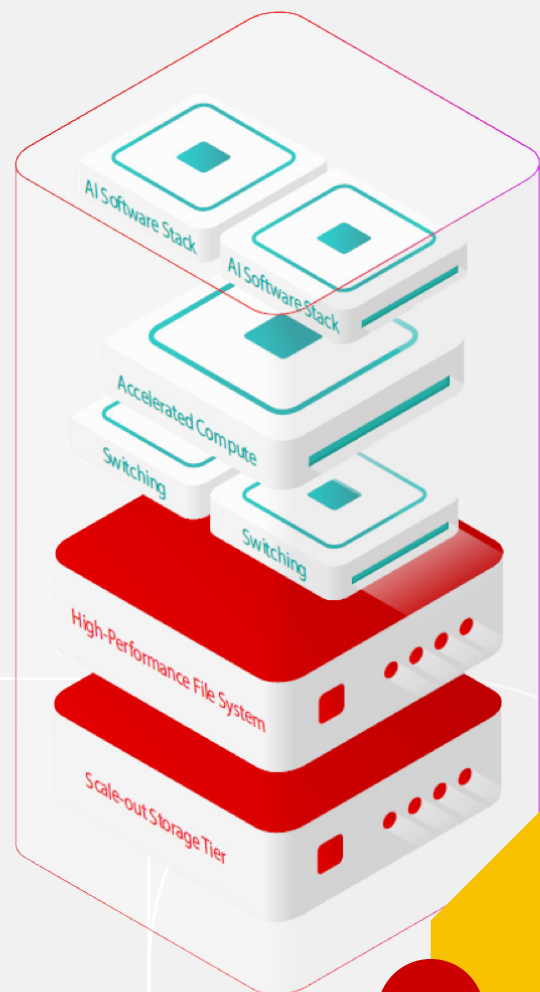 AI Software Stack
AI Software Stack
Accelerated Compute
Switching
Switching
High-Performance File System
Scale-out Storage Tier